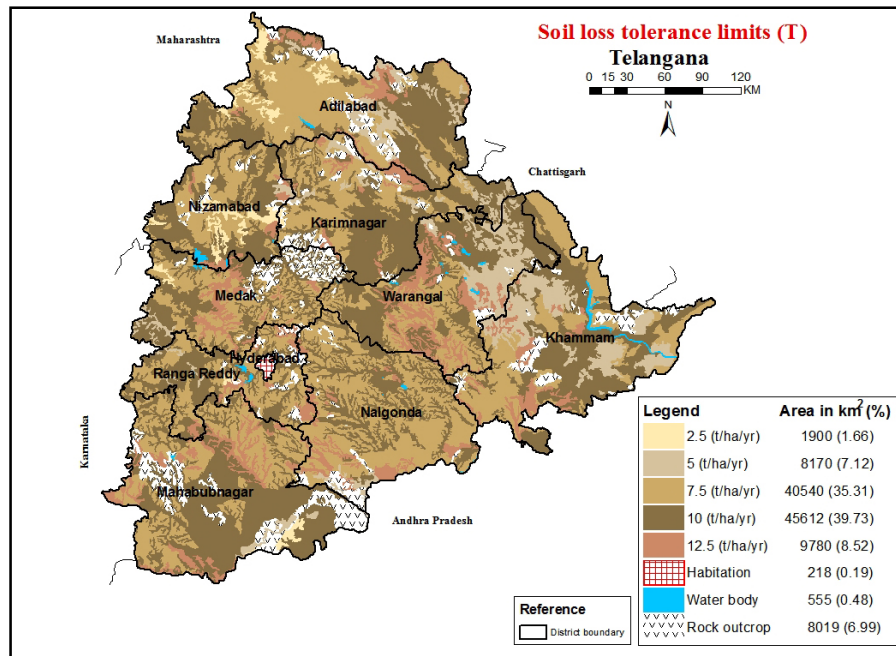 Soil loss tolerance limits (T)
Telangana
0 15 30 60 90 120
KM
N
Maharashtra
Adilabad
Chattisgarh
Nizamabad
Karimnagar
Medak
Warangal
Khammam
Hyderabad
Ranga Reddy
Nalgonda
Karnataka
Mahabubnagar
Andhra Pradesh
Legend Area in km2 (%)
2.5 (t/ha/yr) 1900 (1.66)
5 (t/ha/yr) 8170 (7.12)
7.5 (t/ha/yr) 40540 (35.31)
10 (t/ha/yr) 45612 (39.73)
12.5 (t/ha/yr) 9780 (8.52)
Habitation 218 (0.19)
Water body 555 (0.48)
Rock outcrop 8019 (6.99)
Reference
District boundary